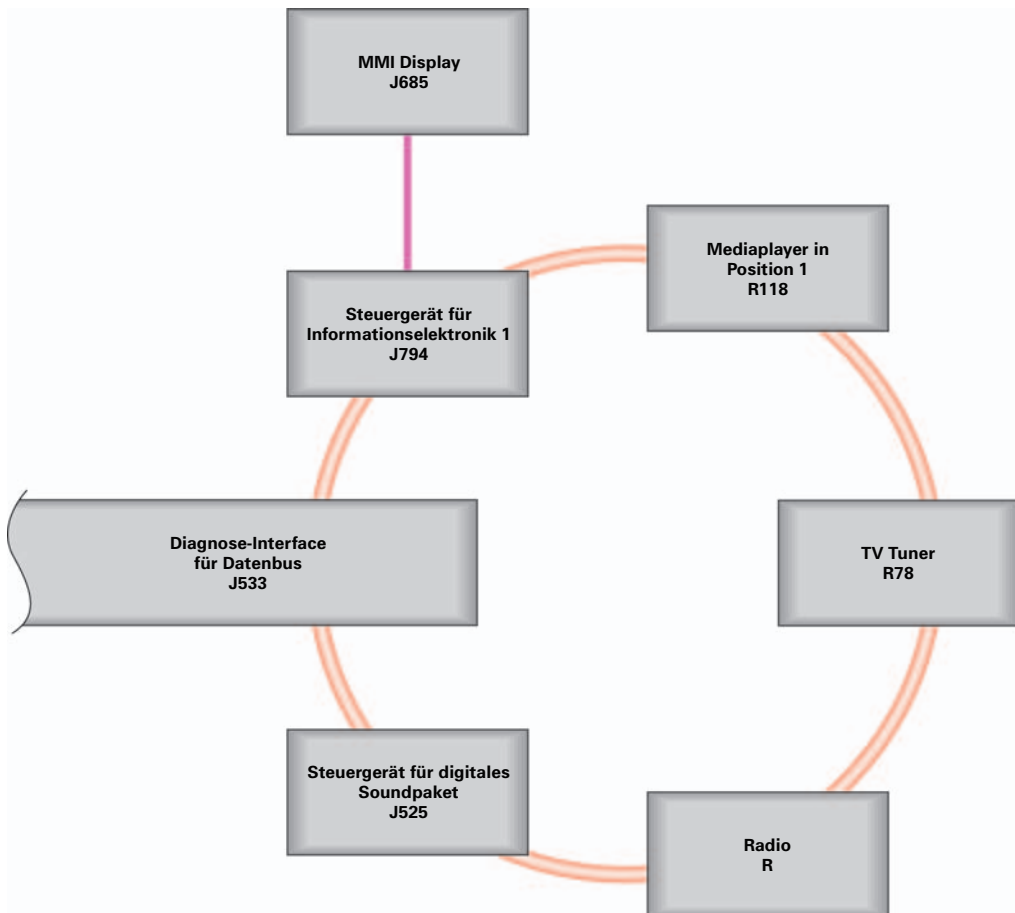 MMI Display
J685
Mediaplayer in
Position 1
R118
Steuergerät für
Informationselektronik 1
J794
Diagnose-Interface
für Datenbus
J533
TV Tuner
R78
Steuergerät für digitales
Soundpaket
J525
Radio
R